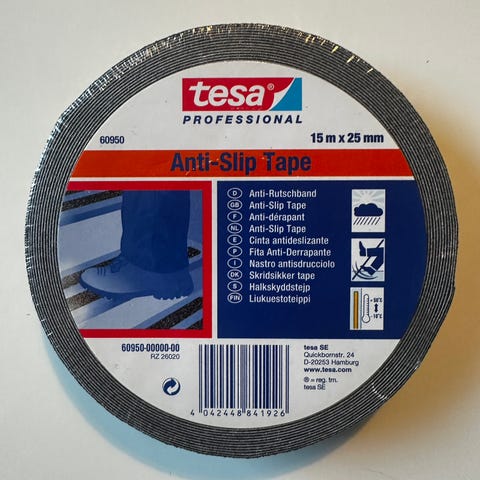 tesa®
PROFESSIONAL
60950
15 m x 25 mm
Anti-Slip Tape
D Anti-Rutschband
GB Anti-Slip Tape
F Anti-dérapant
NL Anti-Slip Tape
E Cinta antideslizante
P Fita Anti-Derrapante
I Nastro antisdrucciolo
DK Skridsikker tape
S Halkskyddstejp
FIN Liukuestoteippi
60950-00000-00
RZ 26020
tesa SE
Quickbornstr. 24
D-20253 Hamburg
www.tesa.com
® = reg. tm.
tesa SE
4 042448 841926